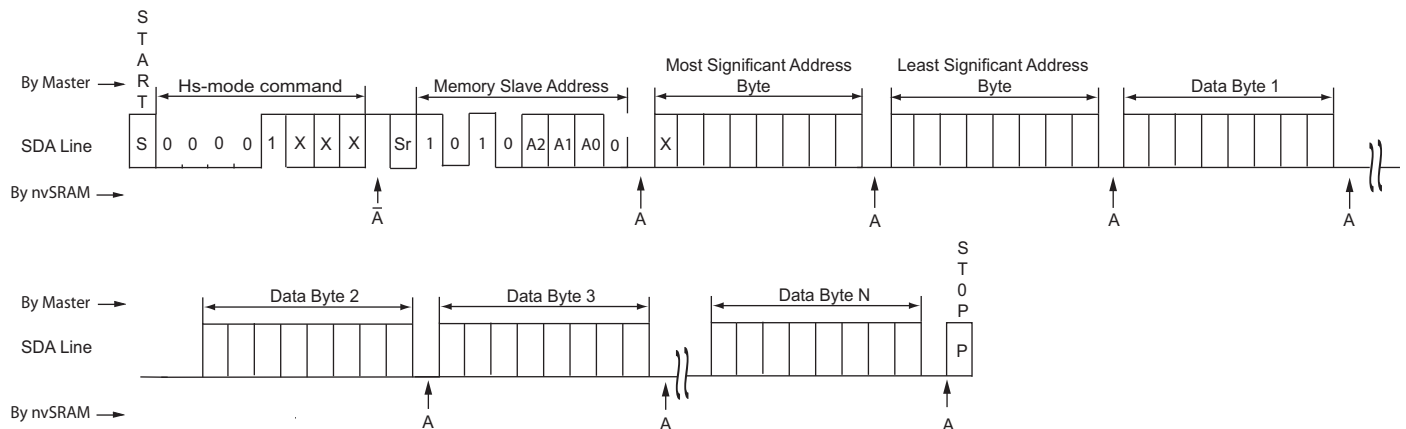 START
By Master
Hs-mode command
Memory Slave Address
Most Significant Address Byte
Least Significant Address Byte
Data Byte 1
SDA Line
S 0 0 0 0 1 X X X Sr 1 0 1 0 A2 A1 A0 0 X
By nvSRAM
A̅ A A A A
STOP
By Master
Data Byte 2
Data Byte 3
Data Byte N
SDA Line
P
By nvSRAM
A A A